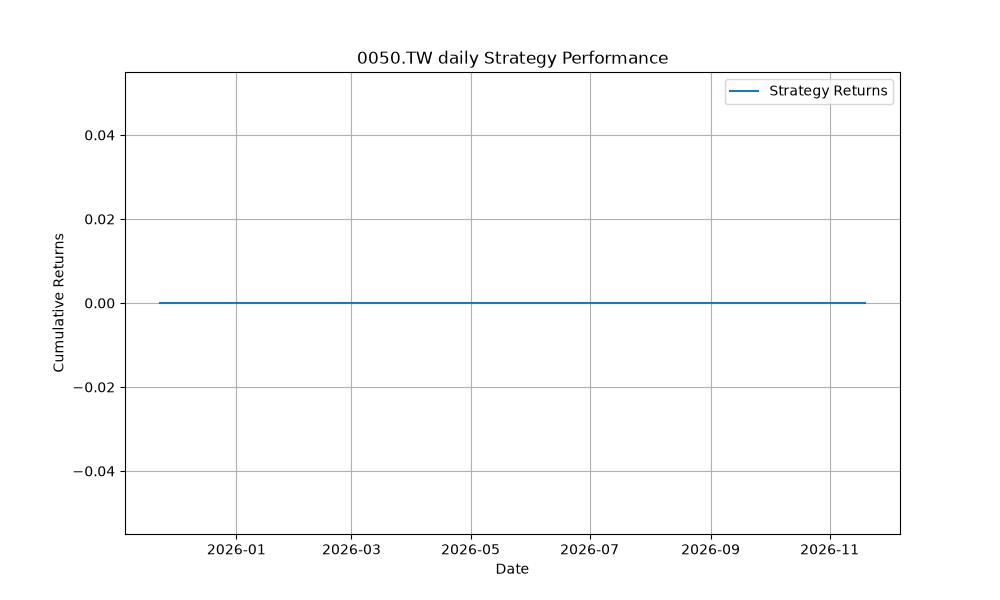 0050.TW daily Strategy Performance
Strategy Returns
0.04
0.02
0.00
−0.02
−0.04
Cumulative Returns
2026-01 2026-03 2026-05 2026-07 2026-09 2026-11
Date